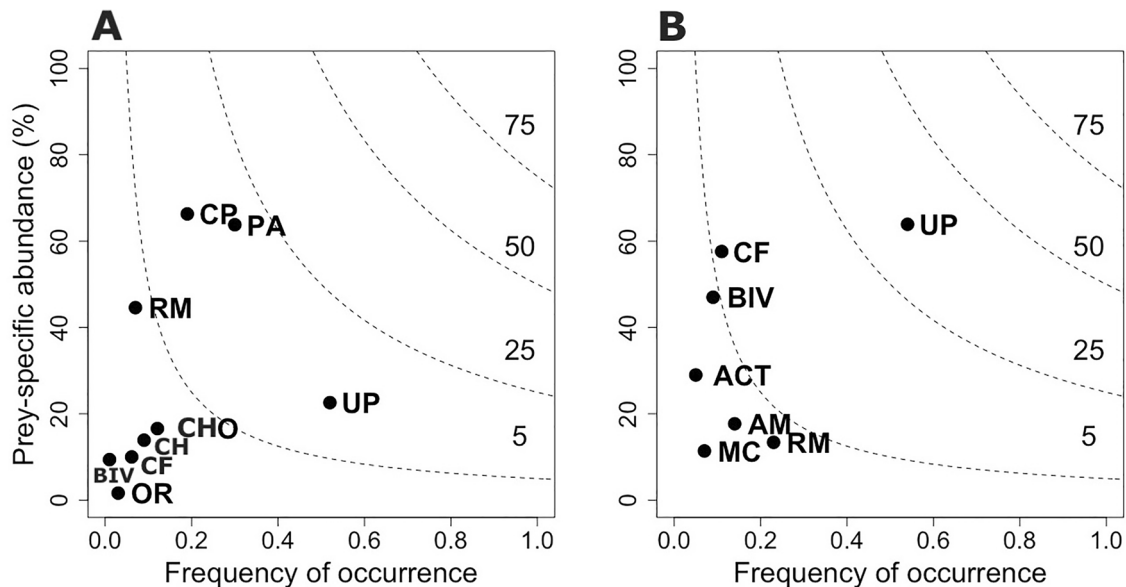 A
Prey-specific abundance (%)
100
80
60
40
20
0
75
50
25
5
CP
PA
RM
UP
CHO
CH
CF
BIV
OR
0.0 0.2 0.4 0.6 0.8 1.0
Frequency of occurrence
B
100
80
60
40
20
0
75
50
25
5
UP
CF
BIV
ACT
AM
RM
MC
0.0 0.2 0.4 0.6 0.8 1.0
Frequency of occurrence